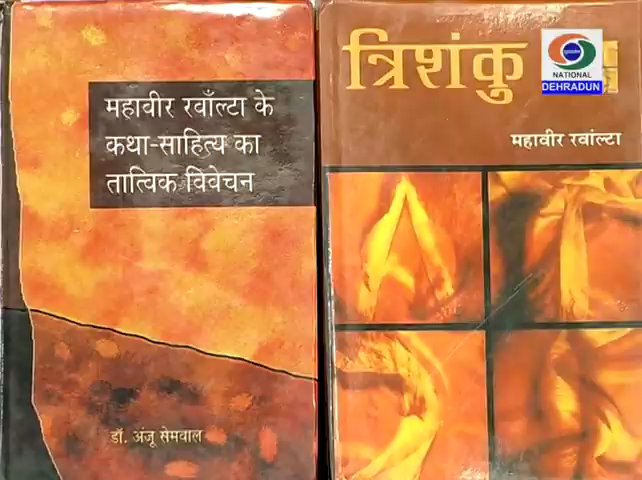 महावीर रवाँल्टा के
कथा-साहित्य का
तात्विक विवेचन
डॉ. अंजू सेमवाल
त्रिशंकु
महावीर रवांल्टा
NATIONAL
DEHRADUN